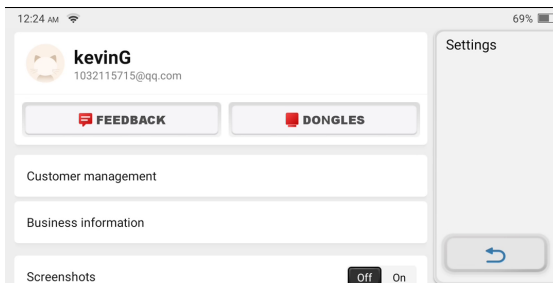 12:24 AM
69%
kevinG
1032115715@qq.com
FEEDBACK
DONGLES
Customer management
Business information
Screenshots
Off On
Settings